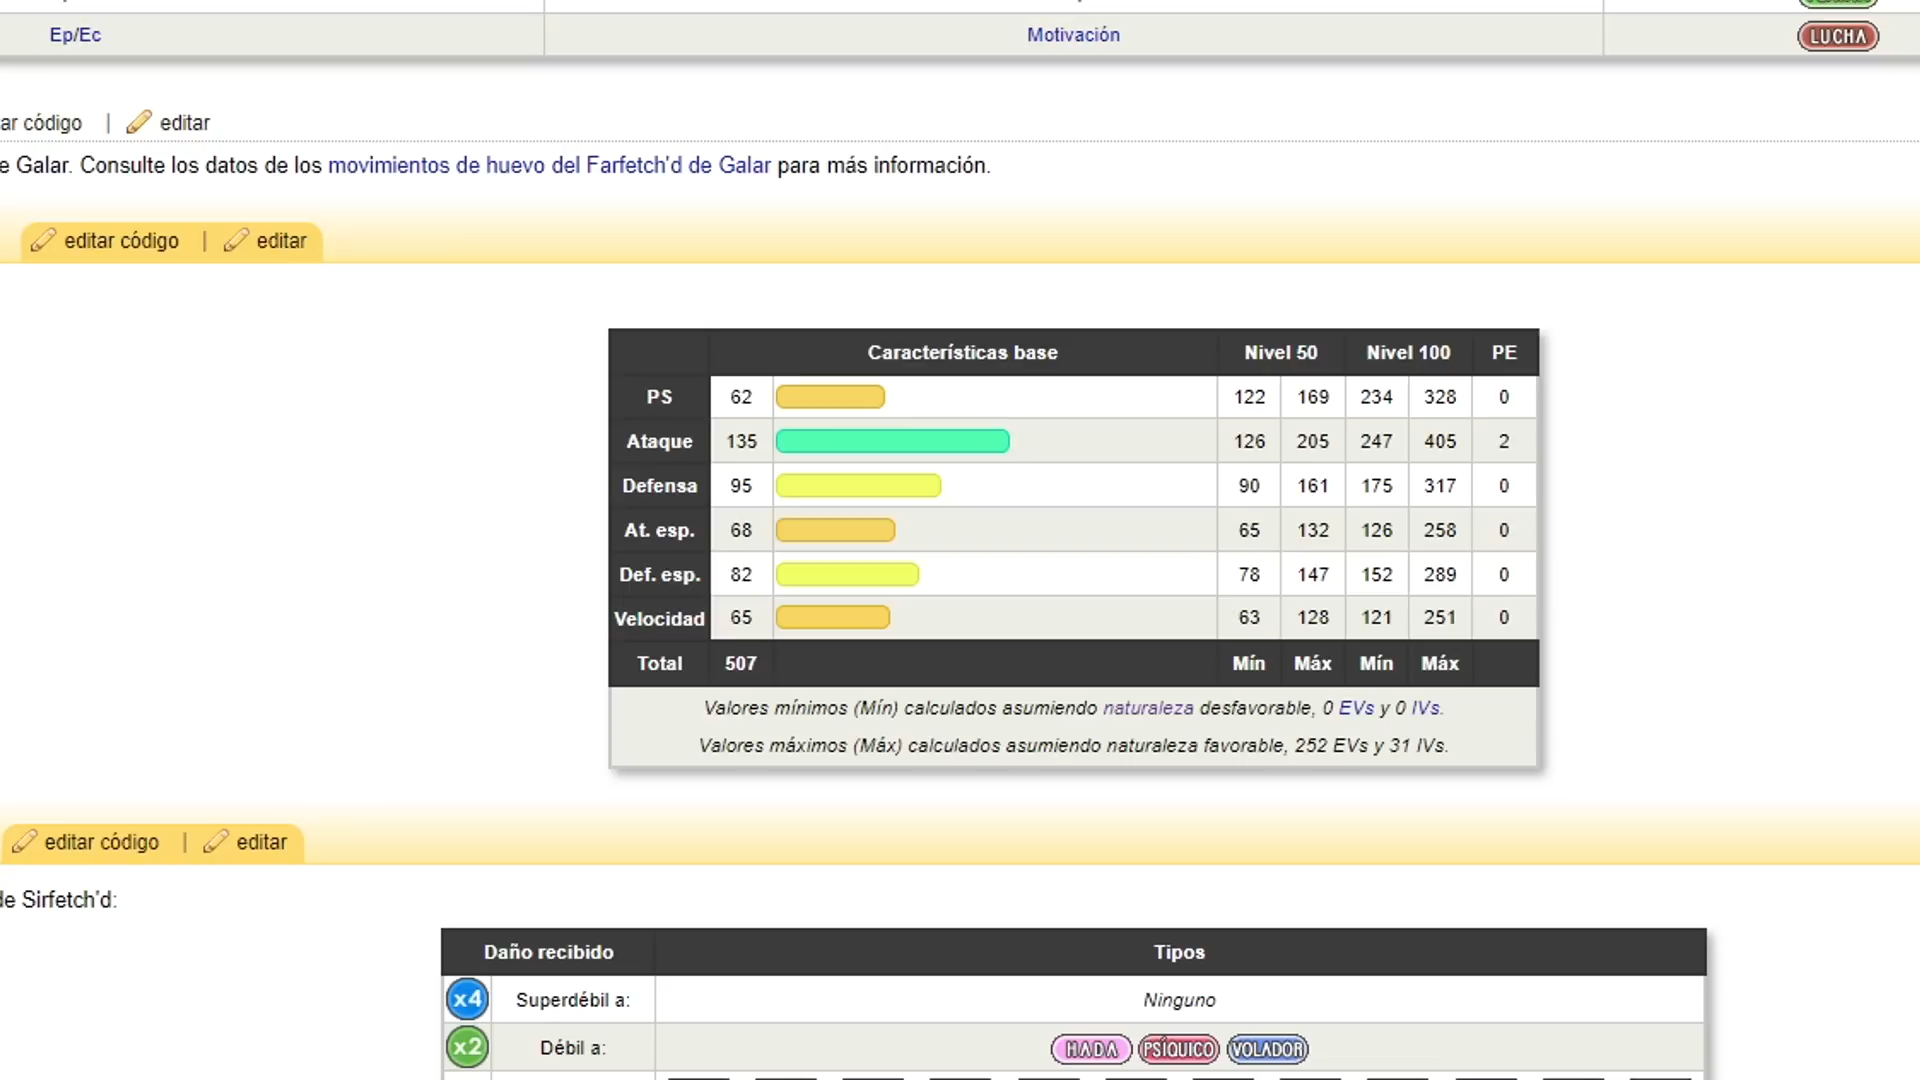 Ep/Ec Motivación LUCHA
ar código | editar
e Galar. Consulte los datos de los movimientos de huevo del Farfetch'd de Galar para más información.
editar código | editar
Características base Nivel 50 Nivel 100 PE
PS 62 122 169 234 328 0
Ataque 135 126 205 247 405 2
Defensa 95 90 161 175 317 0
At. esp. 68 65 132 126 258 0
Def. esp. 82 78 147 152 289 0
Velocidad 65 63 128 121 251 0
Total 507 Mín Máx Mín Máx
Valores mínimos (Mín) calculados asumiendo naturaleza desfavorable, 0 EVs y 0 IVs.
Valores máximos (Máx) calculados asumiendo naturaleza favorable, 252 EVs y 31 IVs.
editar código | editar
de Sirfetch'd:
Daño recibido Tipos
x4 Superdébil a: Ninguno
x2 Débil a: HADA PSÍQUICO VOLADOR